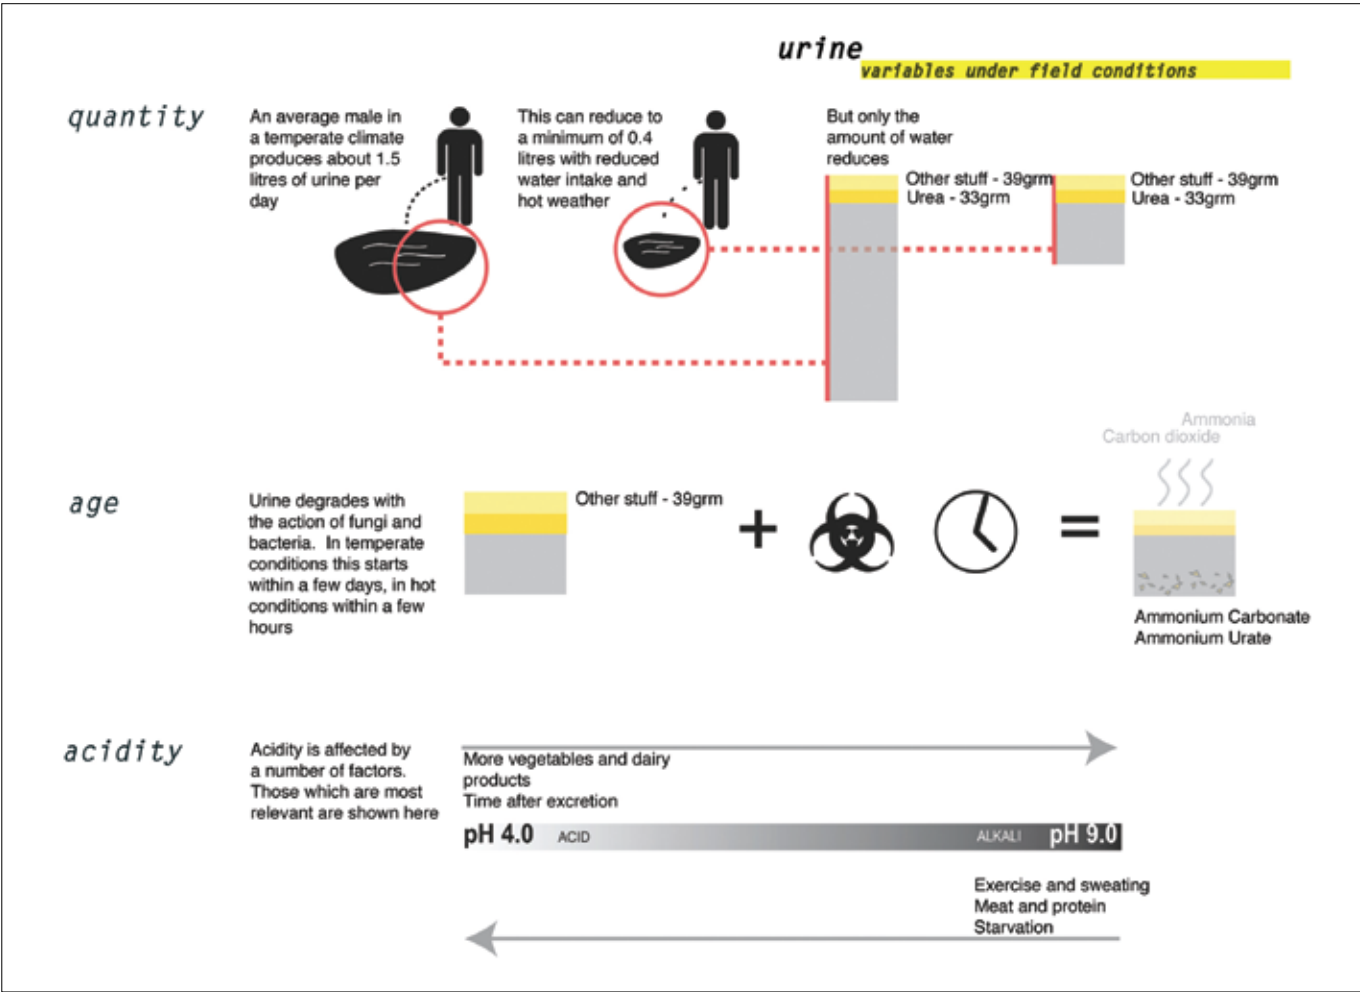 urine
variables under field conditions
quantity
An average male in
a temperate climate
produces about 1.5
litres of urine per
day
This can reduce to
a minimum of 0.4
litres with reduced
water intake and
hot weather
But only the
amount of water
reduces
Other stuff - 39grm
Urea - 33grm
Other stuff - 39grm
Urea - 33grm
age
Urine degrades with
the action of fungi and
bacteria. In temperate
conditions this starts
within a few days, in hot
conditions within a few
hours
Other stuff - 39grm
+
=
Ammonia
Carbon dioxide
Ammonium Carbonate
Ammonium Urate
acidity
Acidity is affected by
a number of factors.
Those which are most
relevant are shown here
More vegetables and dairy
products
Time after excretion
pH 4.0 ACID ALKALI pH 9.0
Exercise and sweating
Meat and protein
Starvation